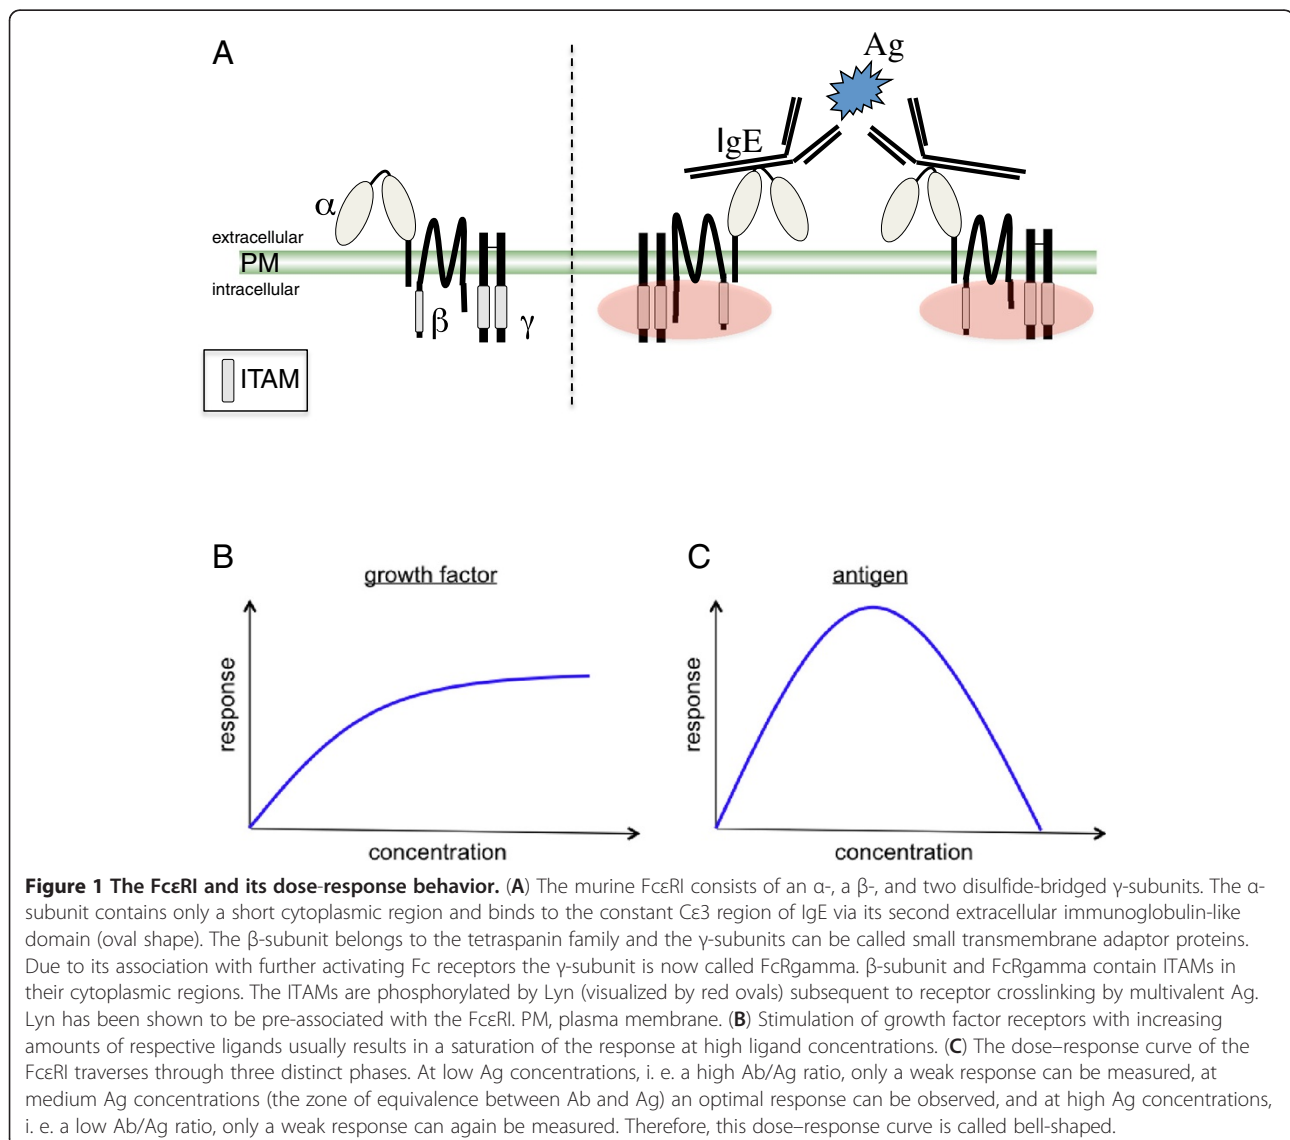 A
Ag
IgE
α
extracellular
PM
intracellular
β
γ
ITAM
B
growth factor
response
concentration
C
antigen
response
concentration
Figure 1 The FcεRI and its dose-response behavior. (A) The murine FcεRI consists of an α-, a β-, and two disulfide-bridged γ-subunits. The α-
subunit contains only a short cytoplasmic region and binds to the constant Cε3 region of IgE via its second extracellular immunoglobulin-like
domain (oval shape). The β-subunit belongs to the tetraspanin family and the γ-subunits can be called small transmembrane adaptor proteins.
Due to its association with further activating Fc receptors the γ-subunit is now called FcRgamma. β-subunit and FcRgamma contain ITAMs in
their cytoplasmic regions. The ITAMs are phosphorylated by Lyn (visualized by red ovals) subsequent to receptor crosslinking by multivalent Ag.
Lyn has been shown to be pre-associated with the FcεRI. PM, plasma membrane. (B) Stimulation of growth factor receptors with increasing
amounts of respective ligands usually results in a saturation of the response at high ligand concentrations. (C) The dose–response curve of the
FcεRI traverses through three distinct phases. At low Ag concentrations, i. e. a high Ab/Ag ratio, only a weak response can be measured, at
medium Ag concentrations (the zone of equivalence between Ab and Ag) an optimal response can be observed, and at high Ag concentrations,
i. e. a low Ab/Ag ratio, only a weak response can again be measured. Therefore, this dose–response curve is called bell-shaped.